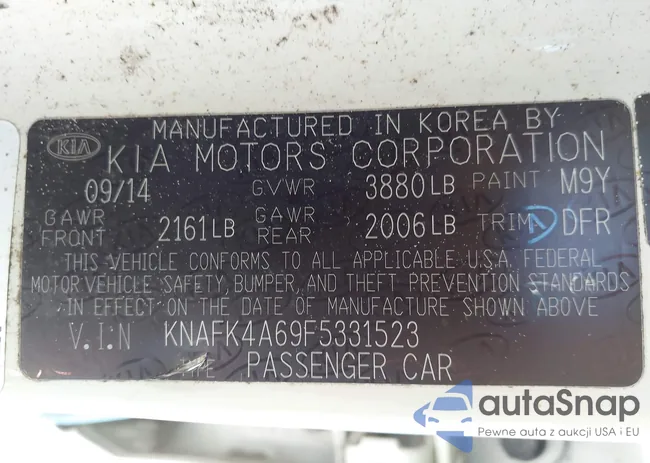 MANUFACTURED IN KOREA BY
KIA KIA MOTORS CORPORATION
09/14 GVWR 3880LB PAINT M9Y
GAWR FRONT 2161LB GAWR REAR 2006LB TRIM DFR
THIS VEHICLE CONFORMS TO ALL APPLICABLE U.S.A. FEDERAL
MOTOR VEHICLE SAFETY, BUMPER, AND THEFT PREVENTION STANDARDS
IN EFFECT ON THE DATE OF MANUFACTURE SHOWN ABOVE
V.I.N KNAFK4A69F5331523
PASSENGER CAR
autaSnap
Pewne auta z aukcji USA i EU